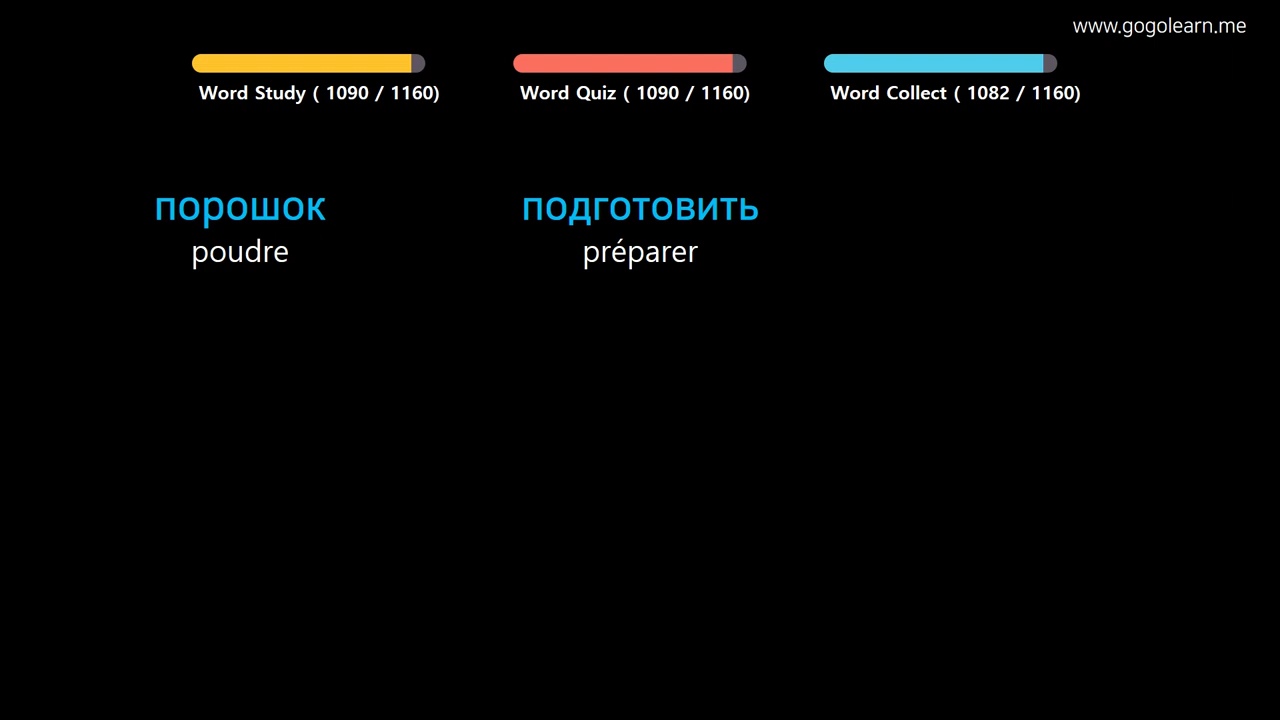 www.gogolearn.me
Word Study ( 1090 / 1160)
Word Quiz ( 1090 / 1160)
Word Collect ( 1082 / 1160)
порошок
poudre
подготовить
préparer